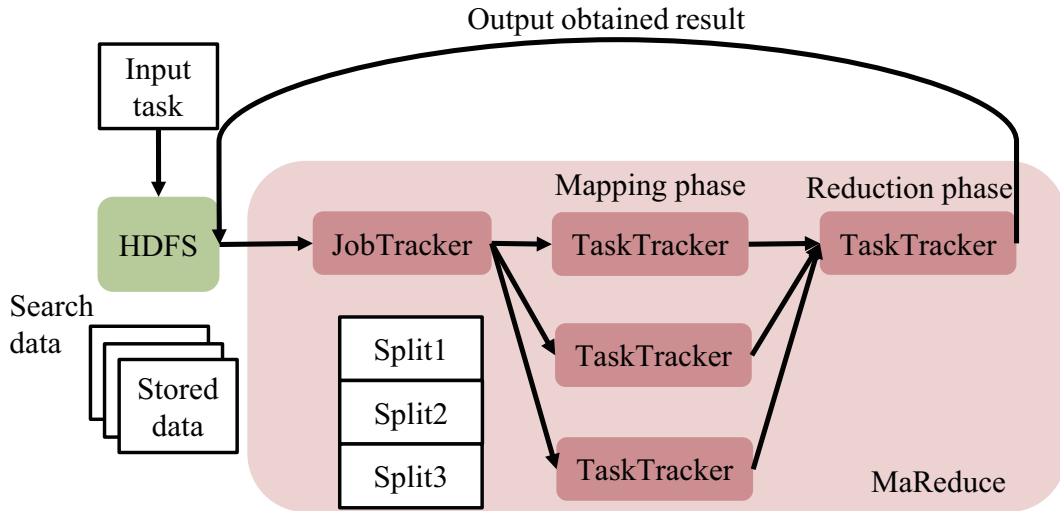 Output obtained result
Input
task
Mapping phase
Reduction phase
HDFS
JobTracker
TaskTracker
TaskTracker
Search
data
Split1
TaskTracker
Stored
data
Split2
Split3
TaskTracker
MaReduce